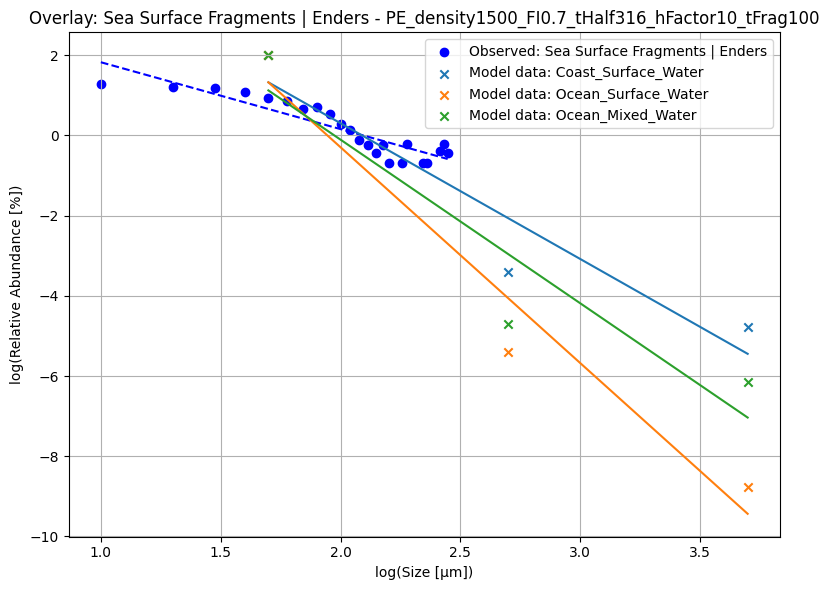 Overlay: Sea Surface Fragments | Enders - PE_density1500_FI0.7_tHalf316_hFactor10_tFrag100
Observed: Sea Surface Fragments | Enders
Model data: Coast_Surface_Water
Model data: Ocean_Surface_Water
Model data: Ocean_Mixed_Water
log(Relative Abundance [%])
2
0
−2
−4
−6
−8
−10
1.0 1.5 2.0 2.5 3.0 3.5
log(Size [μm])